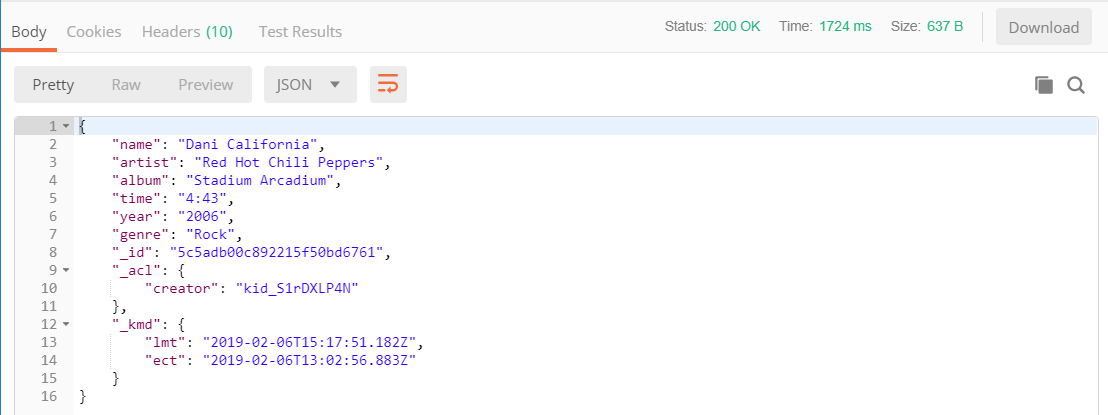 Body Cookies Headers (10) Test Results Status: 200 OK Time: 1724 ms Size: 637 B Download
Pretty Raw Preview JSON
1 {
2 "name": "Dani California",
3 "artist": "Red Hot Chili Peppers",
4 "album": "Stadium Arcadium",
5 "time": "4:43",
6 "year": "2006",
7 "genre": "Rock",
8 "_id": "5c5adb00c892215f50bd6761",
9 "_acl": {
10 "creator": "kid_S1rDXLP4N"
11 },
12 "_kmd": {
13 "lmt": "2019-02-06T15:17:51.182Z",
14 "ect": "2019-02-06T13:02:56.883Z"
15 }
16 }